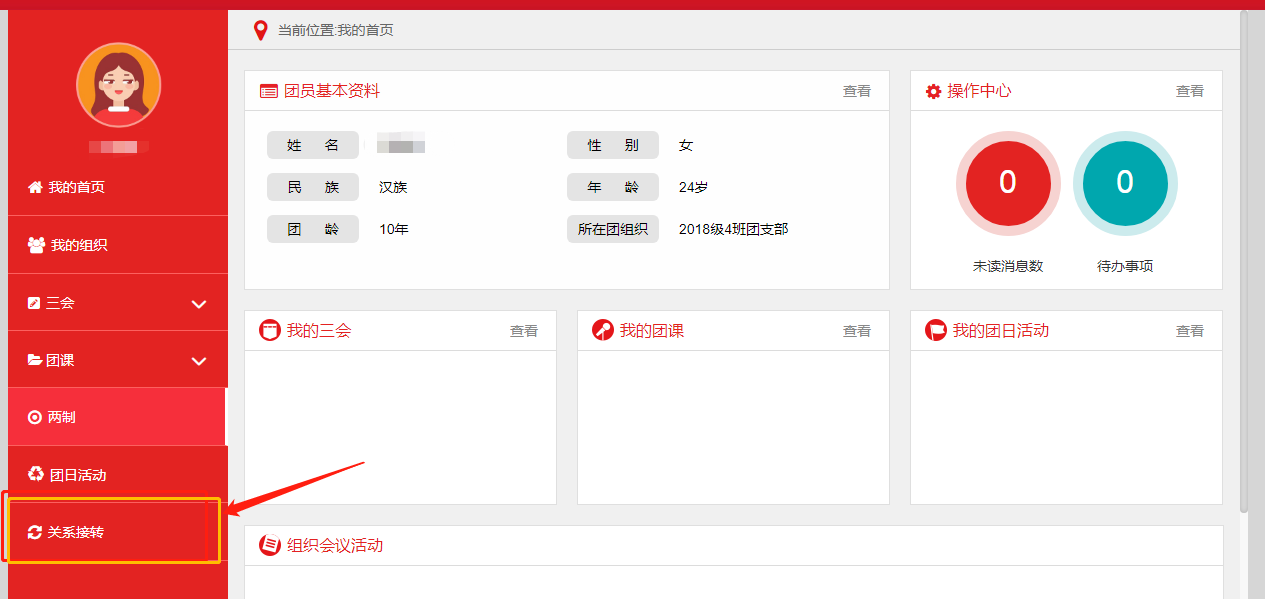 当前位置:我的首页
我的首页
我的组织
三会
团课
两制
团日活动
关系接转
团员基本资料 查看
姓 名
性 别 女
民 族 汉族
年 龄 24岁
团 龄 10年
所在团组织 2018级4班团支部
操作中心 查看
0 0
未读消息数 待办事项
我的三会 查看
我的团课 查看
我的团日活动 查看
组织会议活动